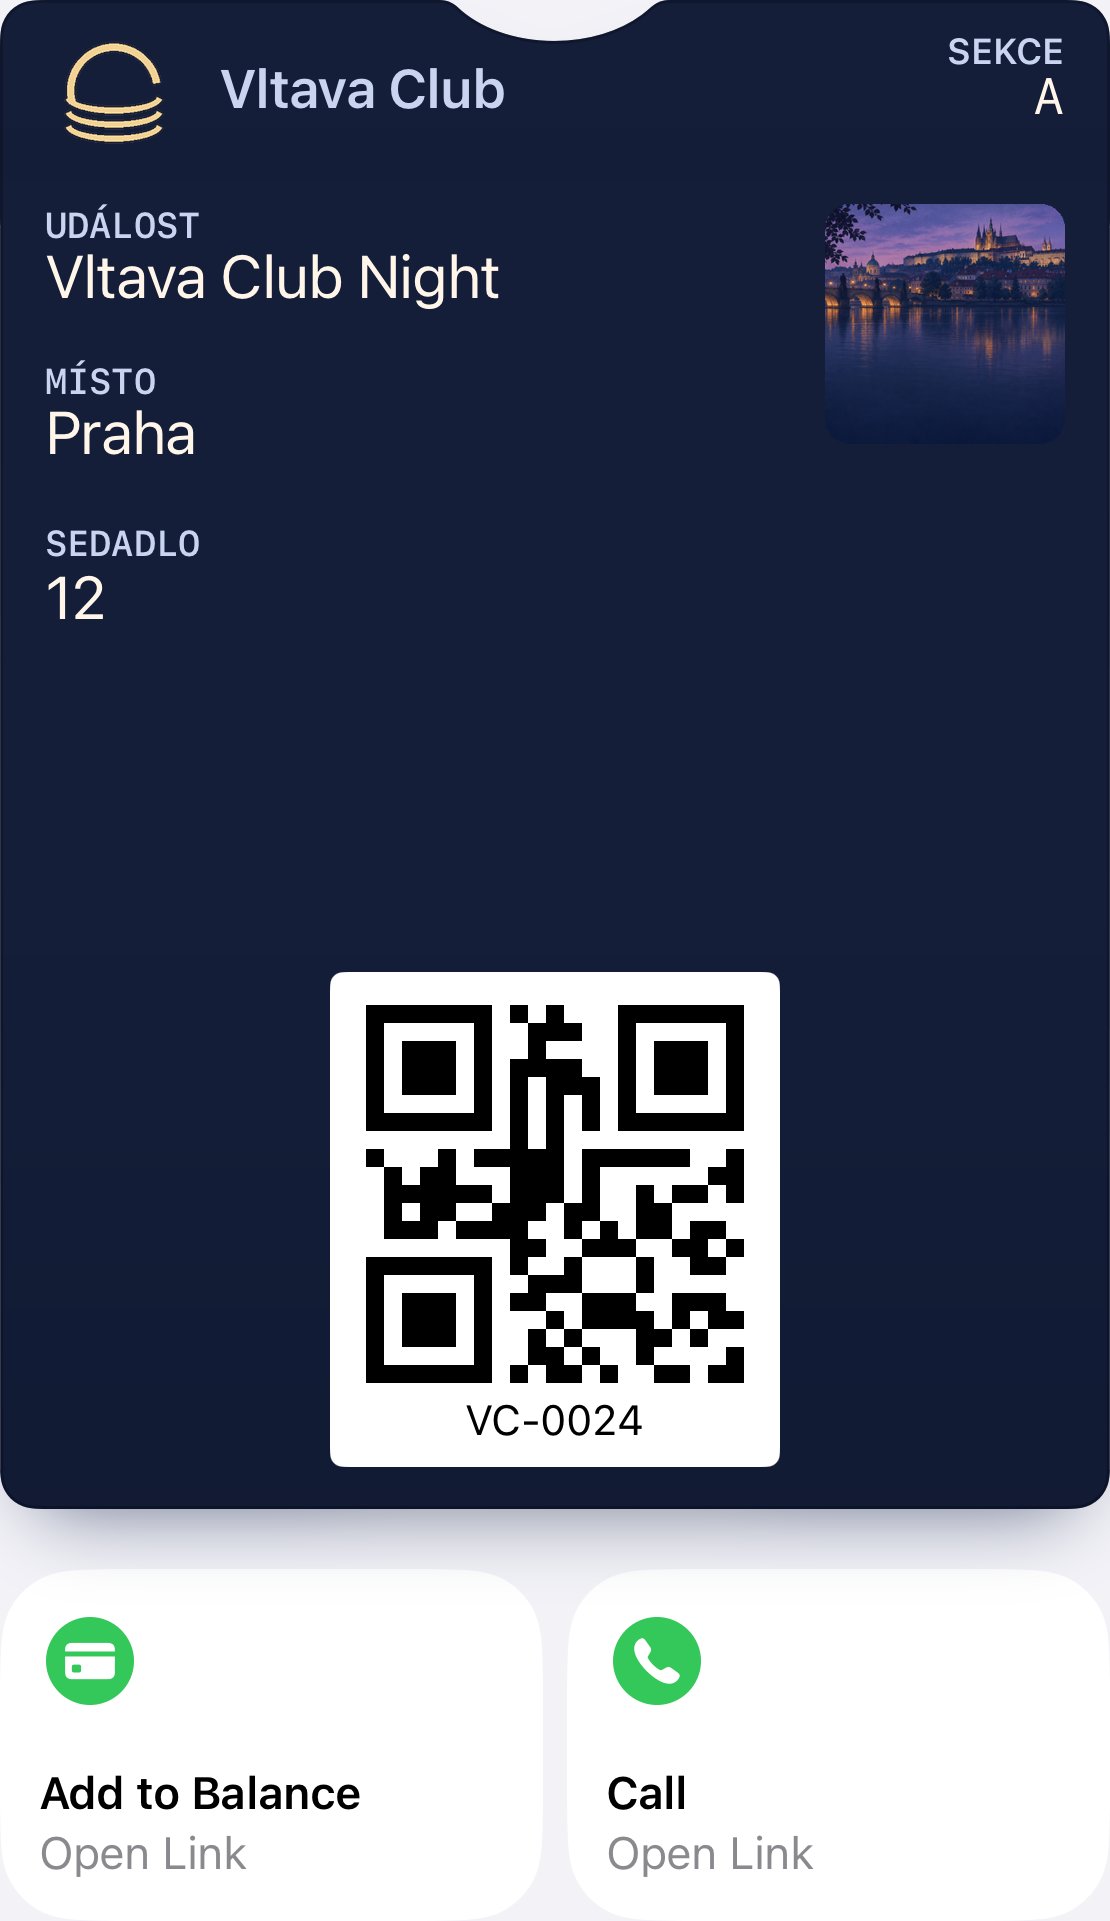 Vltava Club
SEKCE
A
UDÁLOST
Vltava Club Night
MÍSTO
Praha
SEDADLO
12
VC-0024
Add to Balance
Open Link
Call
Open Link